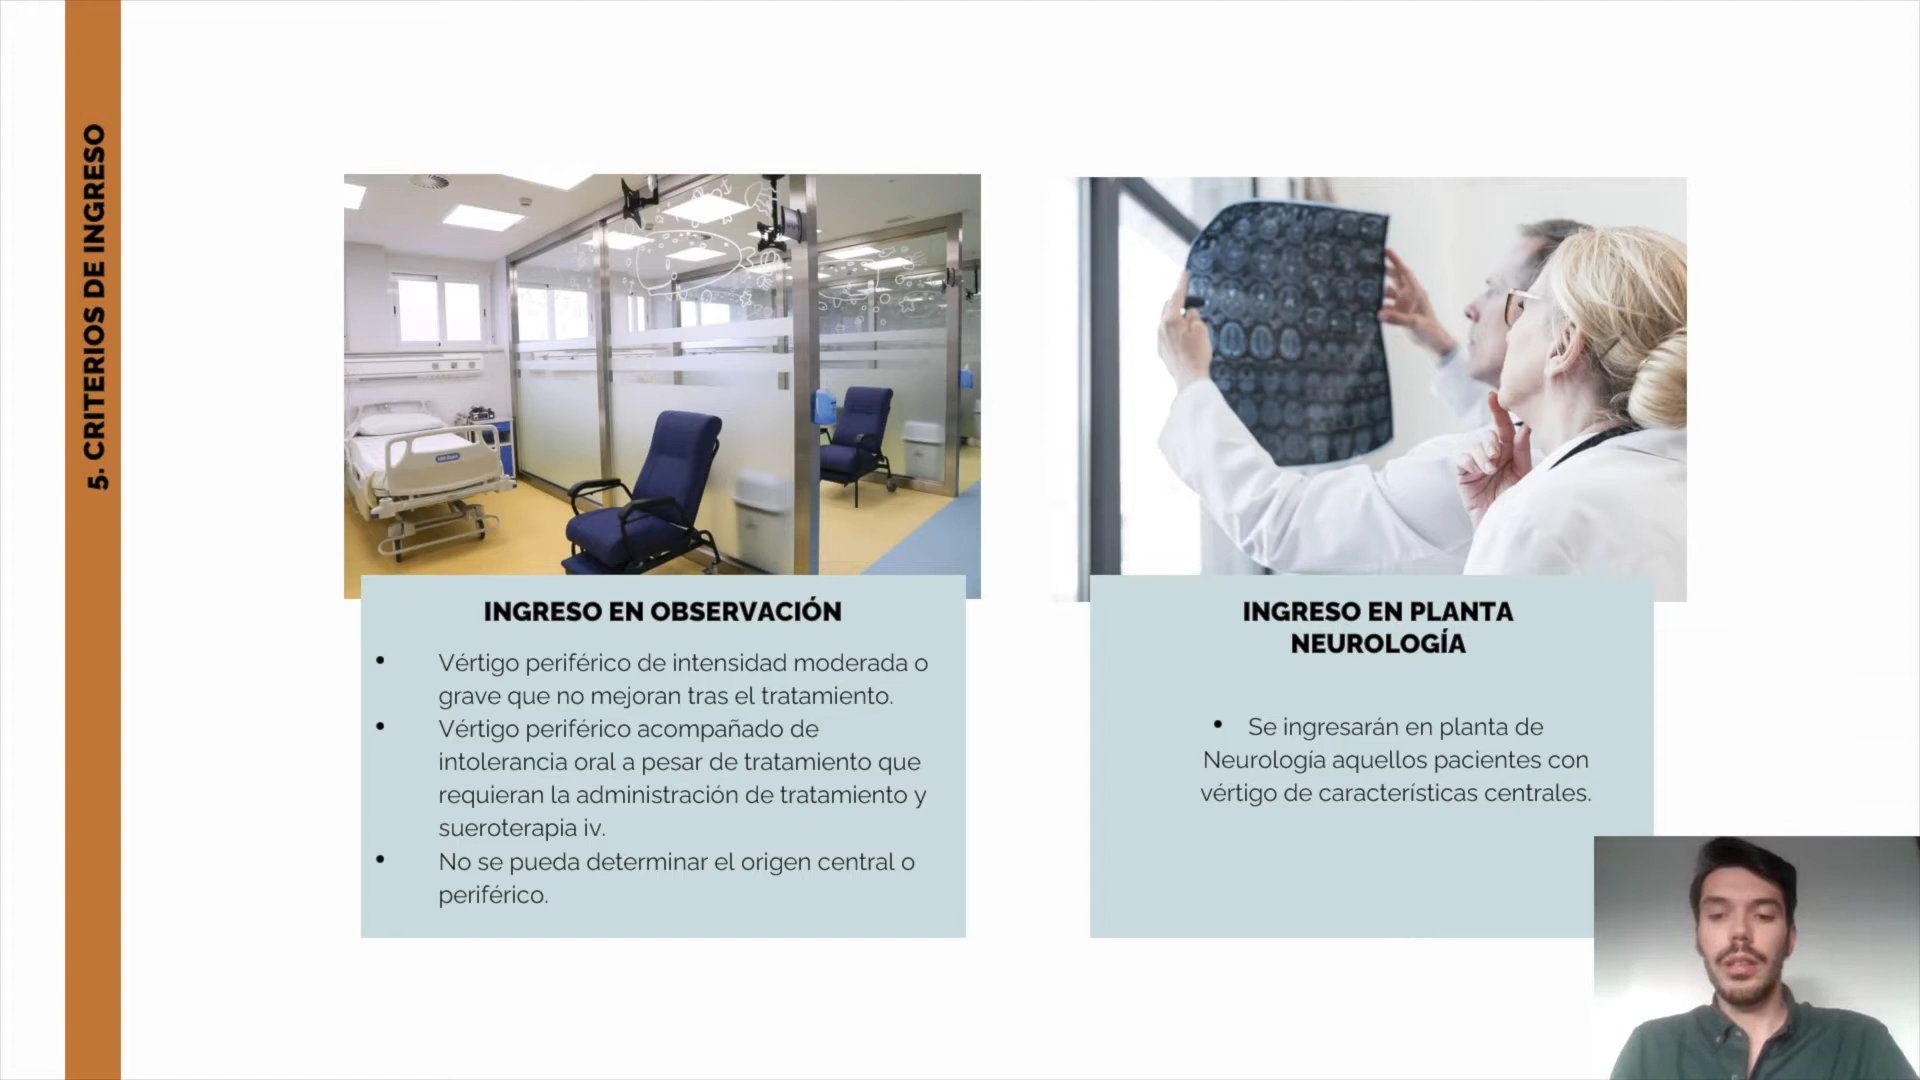 5. CRITERIOS DE INGRESO
INGRESO EN OBSERVACIÓN
• Vértigo periférico de intensidad moderada o
grave que no mejoran tras el tratamiento.
• Vértigo periférico acompañado de
intolerancia oral a pesar de tratamiento que
requieran la administración de tratamiento y
sueroterapia iv.
• No se pueda determinar el origen central o
periférico.
INGRESO EN PLANTA
NEUROLOGÍA
• Se ingresarán en planta de
Neurología aquellos pacientes con
vértigo de características centrales.